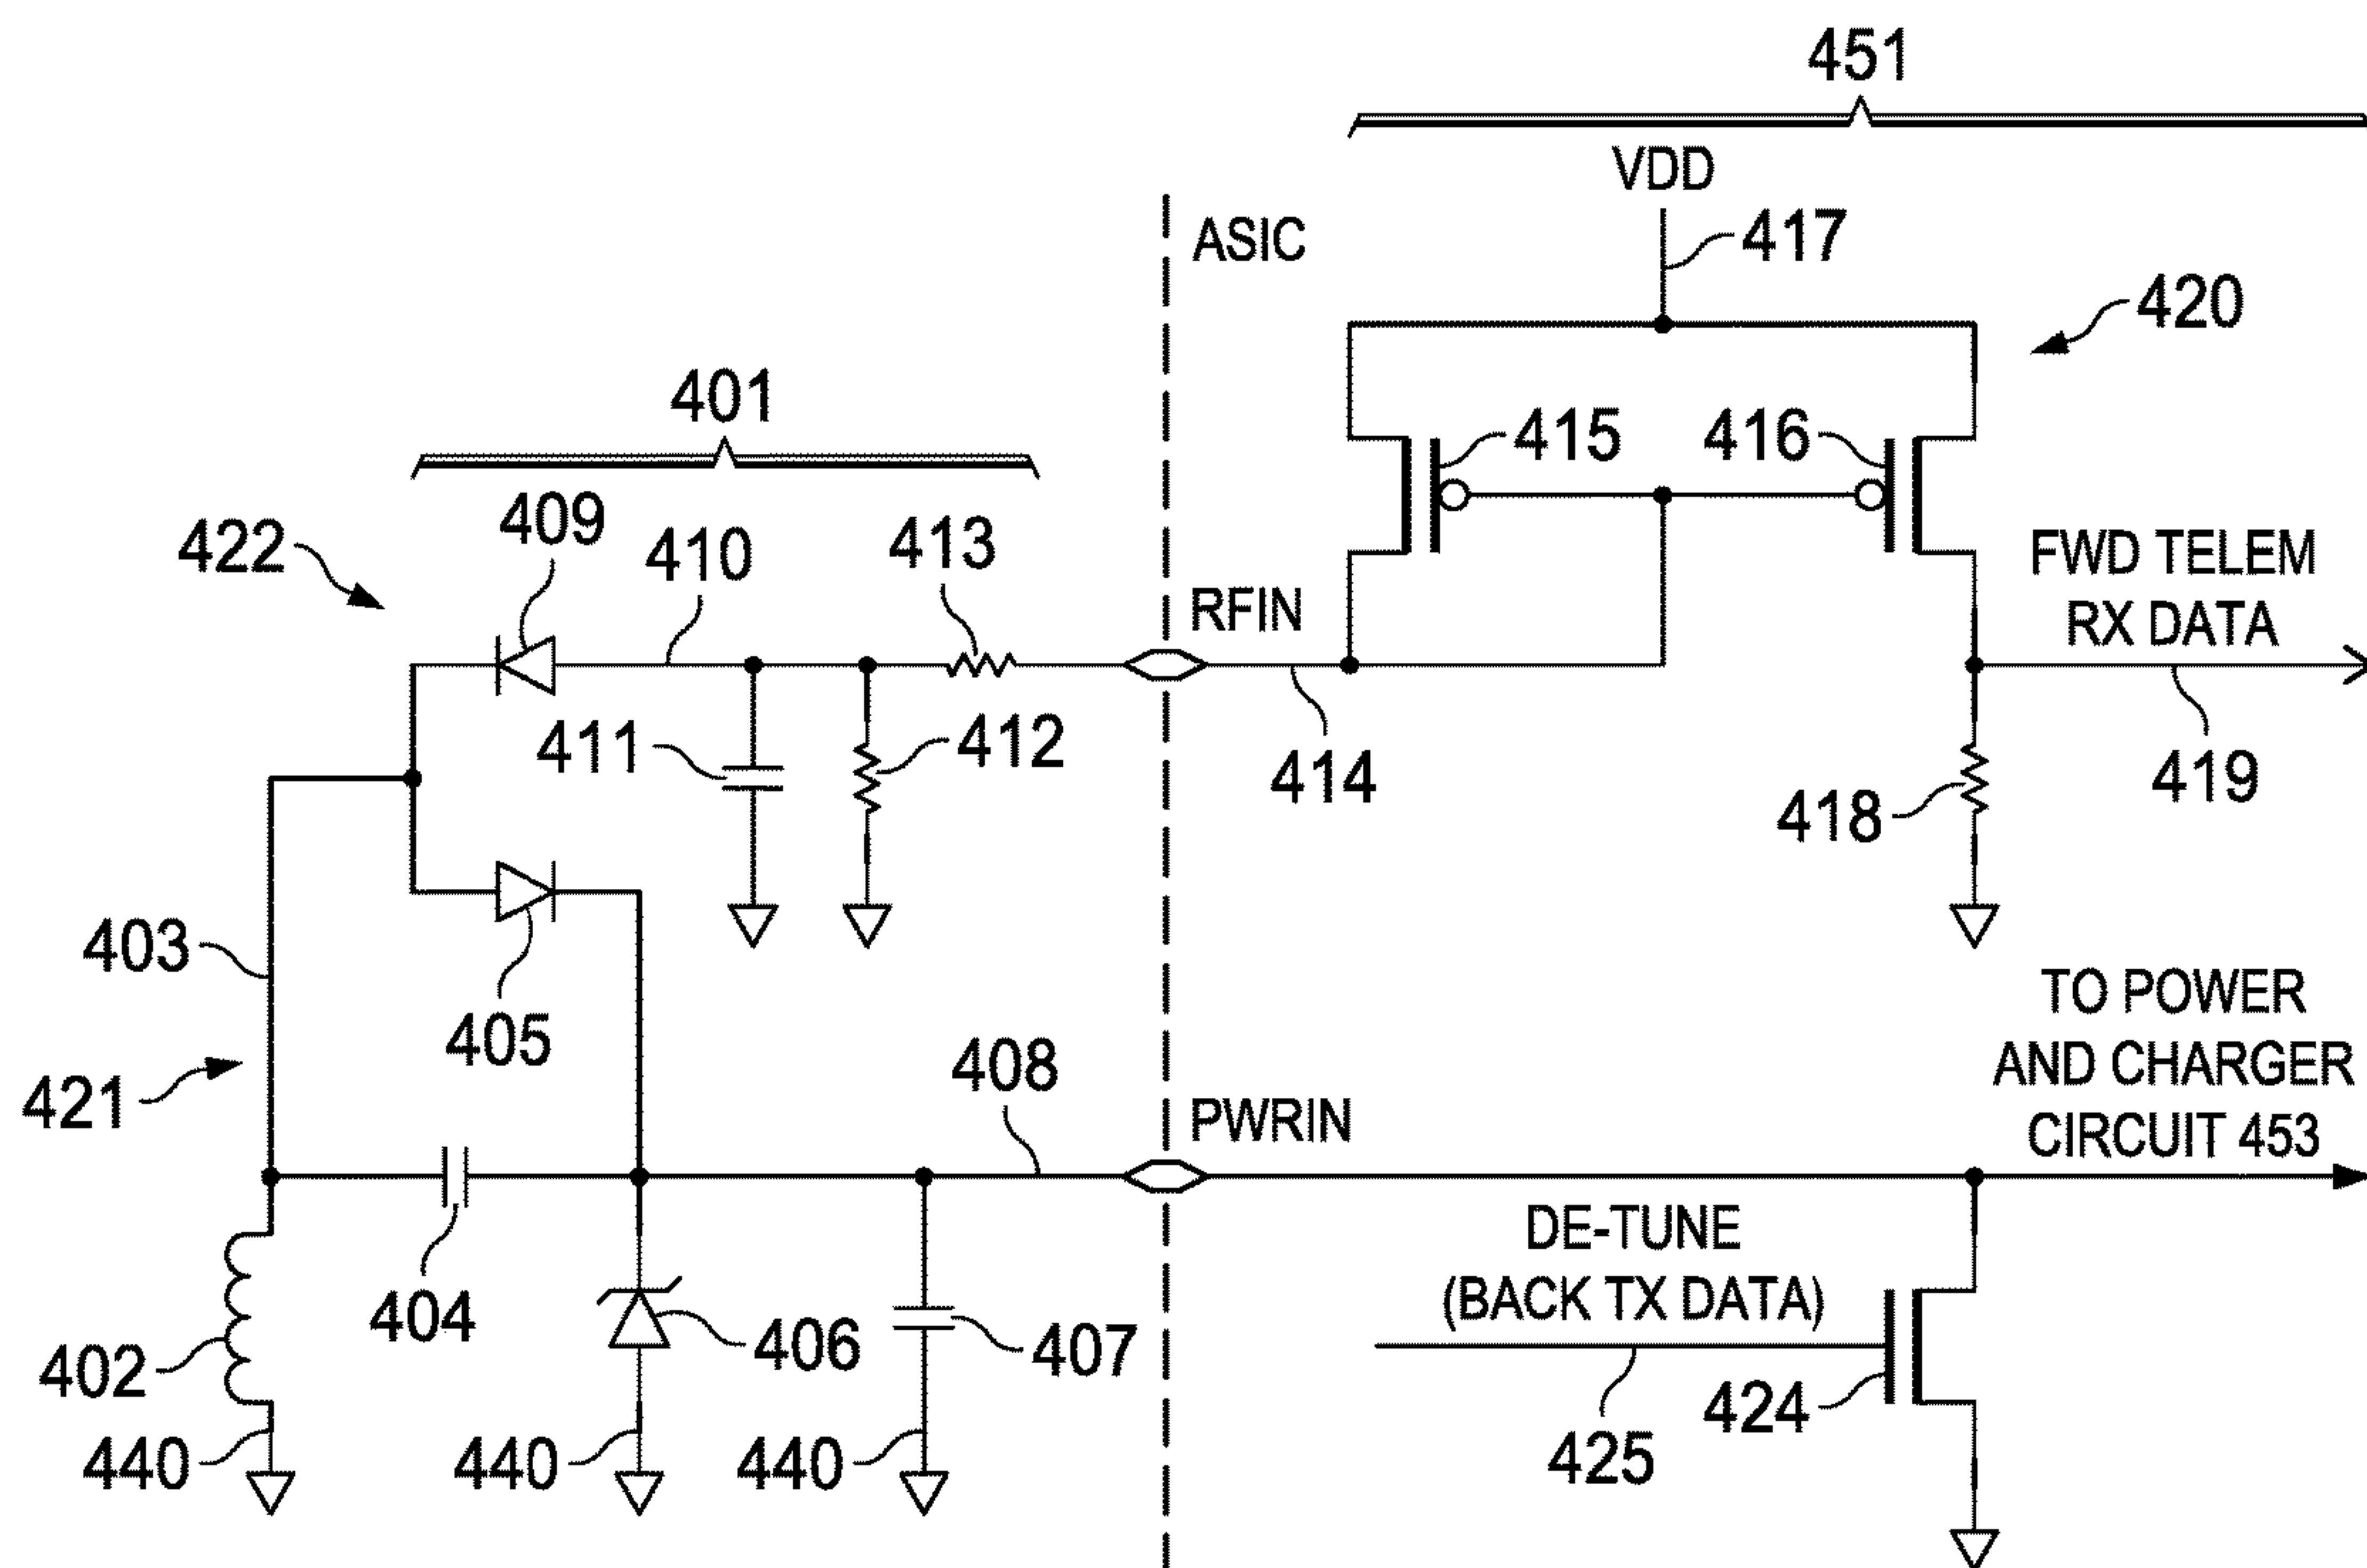 451
VDD
ASIC
417
420
401
415
416
409
422
410
413
RFIN
FWD TELEM
RX DATA
411
412
414
419
418
403
405
421
408
PWRIN
TO POWER
AND CHARGER
CIRCUIT 453
DE-TUNE
(BACK TX DATA)
404
406
407
402
424
440
440
440
425